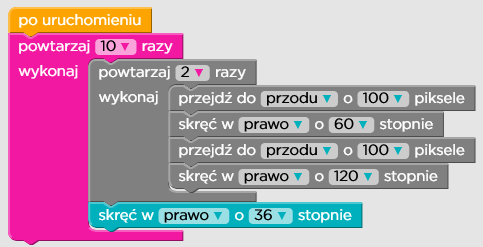 po uruchomieniu
powtarzaj 10 ▼ razy
wykonaj powtarzaj 2 ▼ razy
wykonaj przejdź do przodu ▼ o 100 ▼ piksele
skręć w prawo ▼ o 60 ▼ stopnie
przejdź do przodu ▼ o 100 ▼ piksele
skręć w prawo ▼ o 120 ▼ stopnie
skręć w prawo ▼ o 36 ▼ stopnie